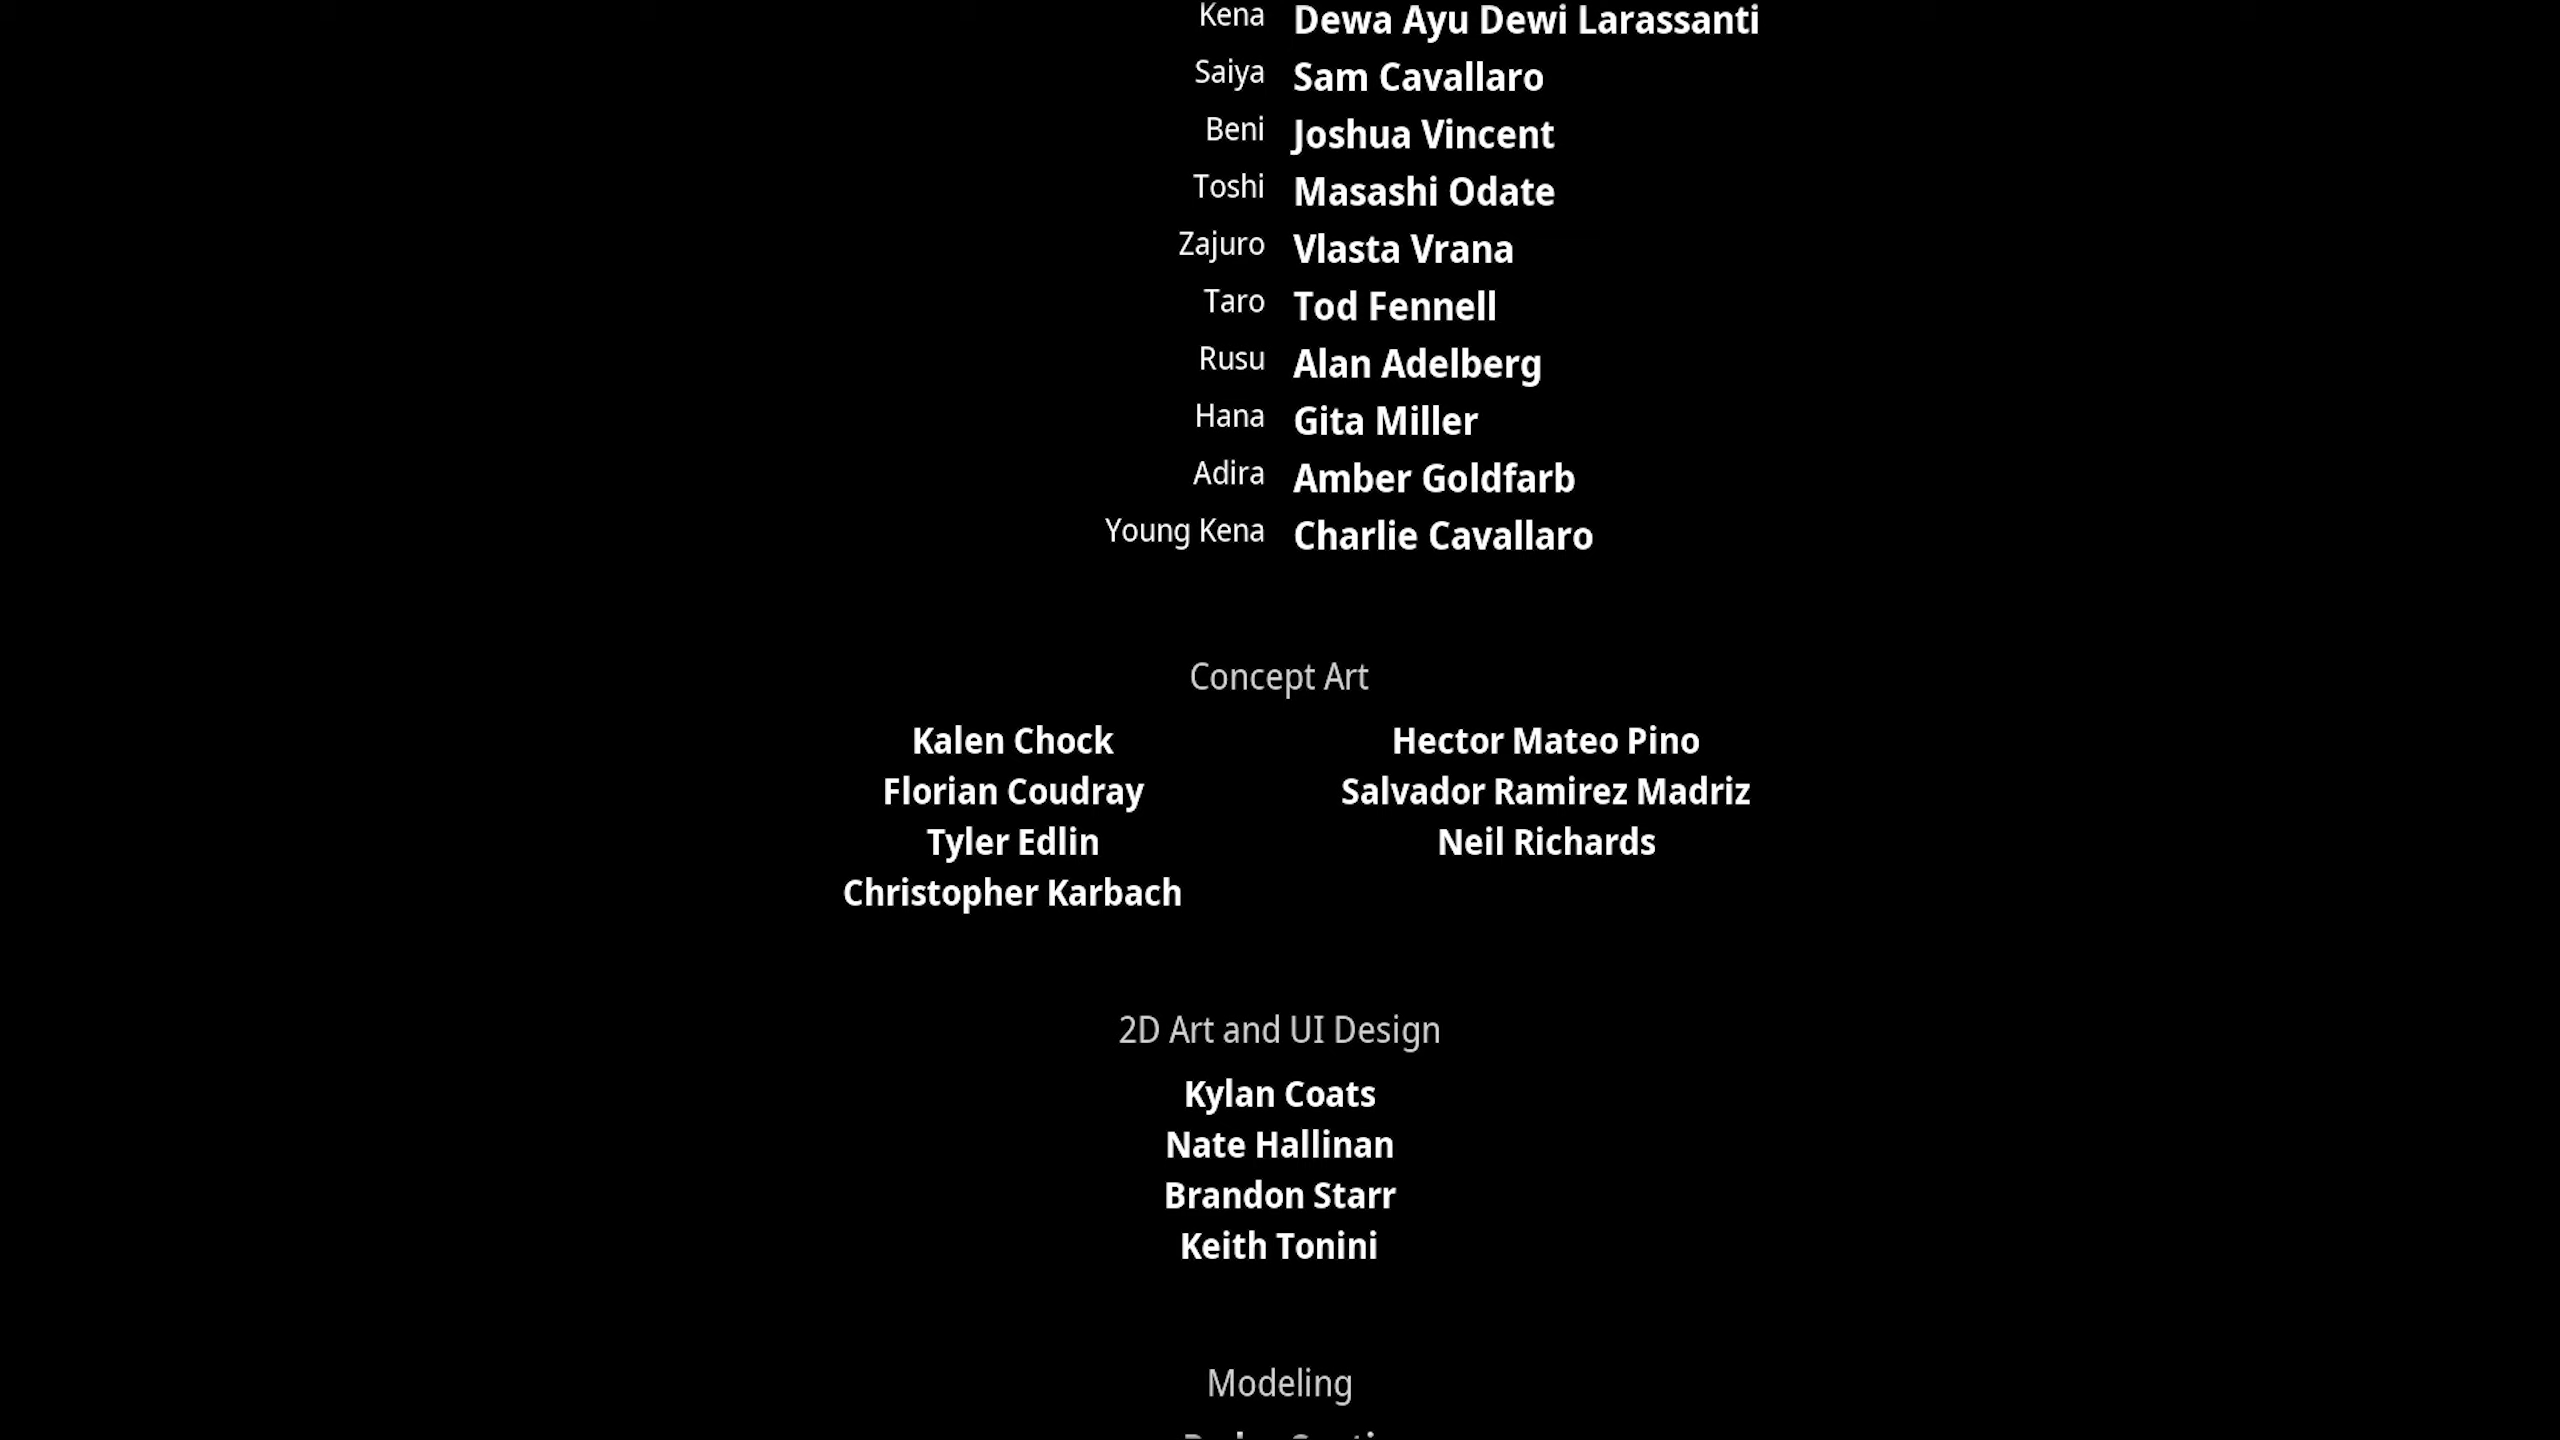 Kena Dewa Ayu Dewi Larassanti
Saiya Sam Cavallaro
Beni Joshua Vincent
Toshi Masashi Odate
Zajuro Vlasta Vrana
Taro Tod Fennell
Rusu Alan Adelberg
Hana Gita Miller
Adira Amber Goldfarb
Young Kena Charlie Cavallaro
Concept Art
Kalen Chock Hector Mateo Pino
Florian Coudray Salvador Ramirez Madriz
Tyler Edlin Neil Richards
Christopher Karbach
2D Art and UI Design
Kylan Coats
Nate Hallinan
Brandon Starr
Keith Tonini
Modeling